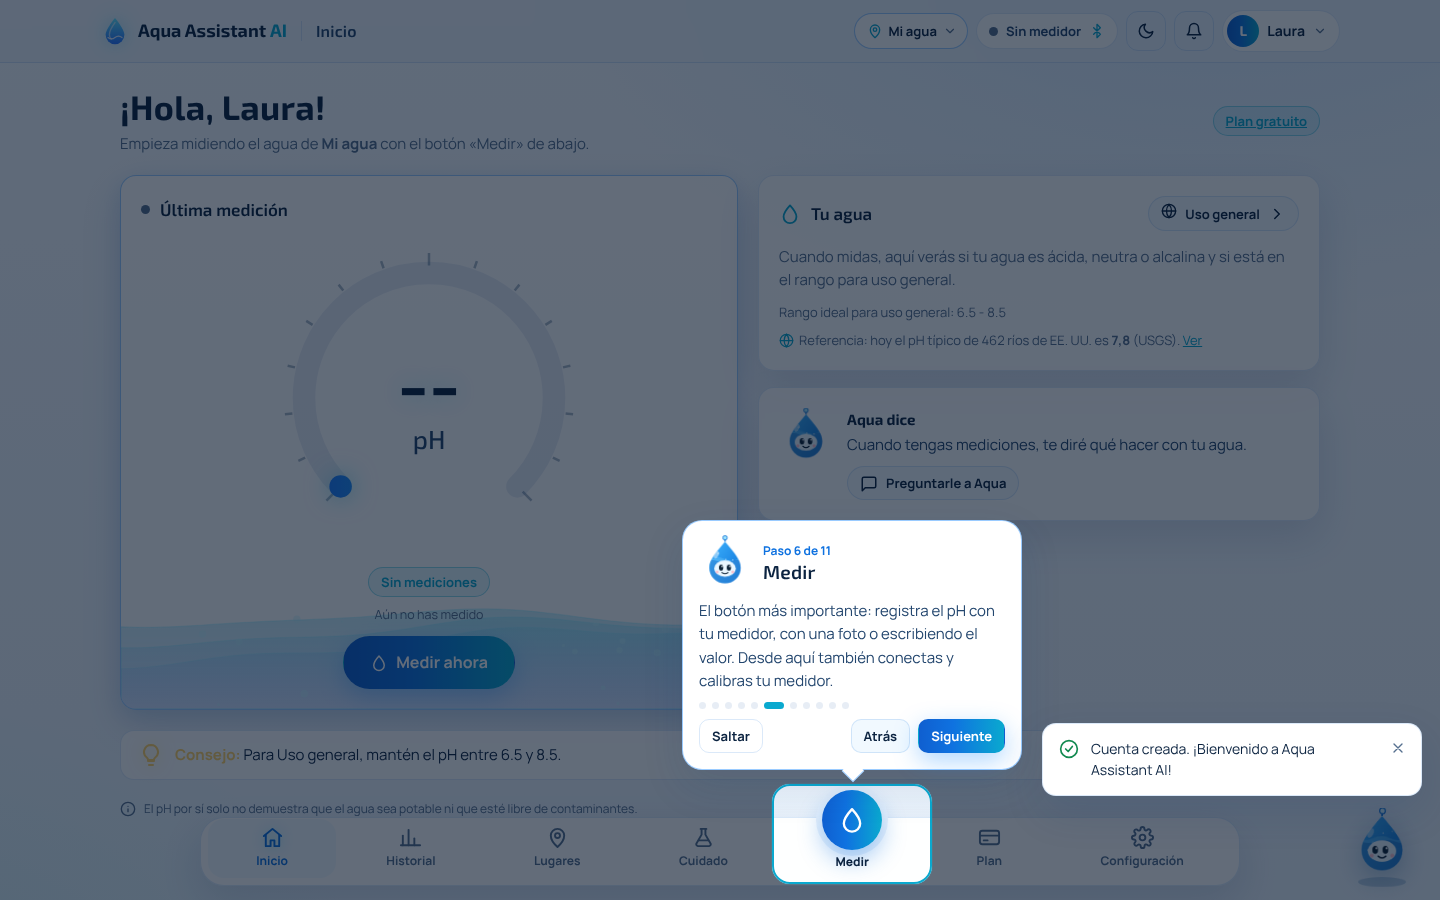 Aqua Assistant AI
Inicio
Mi agua
Sin medidor
L
Laura
¡Hola, Laura!
Empieza midiendo el agua de Mi agua con el botón «Medir» de abajo.
Plan gratuito
Última medición
-- pH
Sin mediciones
Aún no has medido
Medir ahora
Tu agua
Uso general
Cuando midas, aquí verás si tu agua es ácida, neutra o alcalina y si está en
el rango para uso general.
Rango ideal para uso general: 6.5 - 8.5
Referencia: hoy el pH típico de 462 ríos de EE. UU. es 7,8 (USGS). Ver
Aqua dice
Cuando tengas mediciones, te diré qué hacer con tu agua.
Preguntarle a Aqua
Paso 6 de 11
Medir
El botón más importante: registra el pH con
tu medidor, con una foto o escribiendo el
valor. Desde aquí también conectas y
calibras tu medidor.
Saltar
Atrás
Siguiente
Consejo: Para Uso general, mantén el pH entre 6.5 y 8.5.
Cuenta creada. ¡Bienvenido a Aqua
Assistant AI!
El pH por sí solo no demuestra que el agua sea potable ni que esté libre de contaminantes.
Inicio
Historial
Lugares
Cuidado
Medir
Plan
Configuración